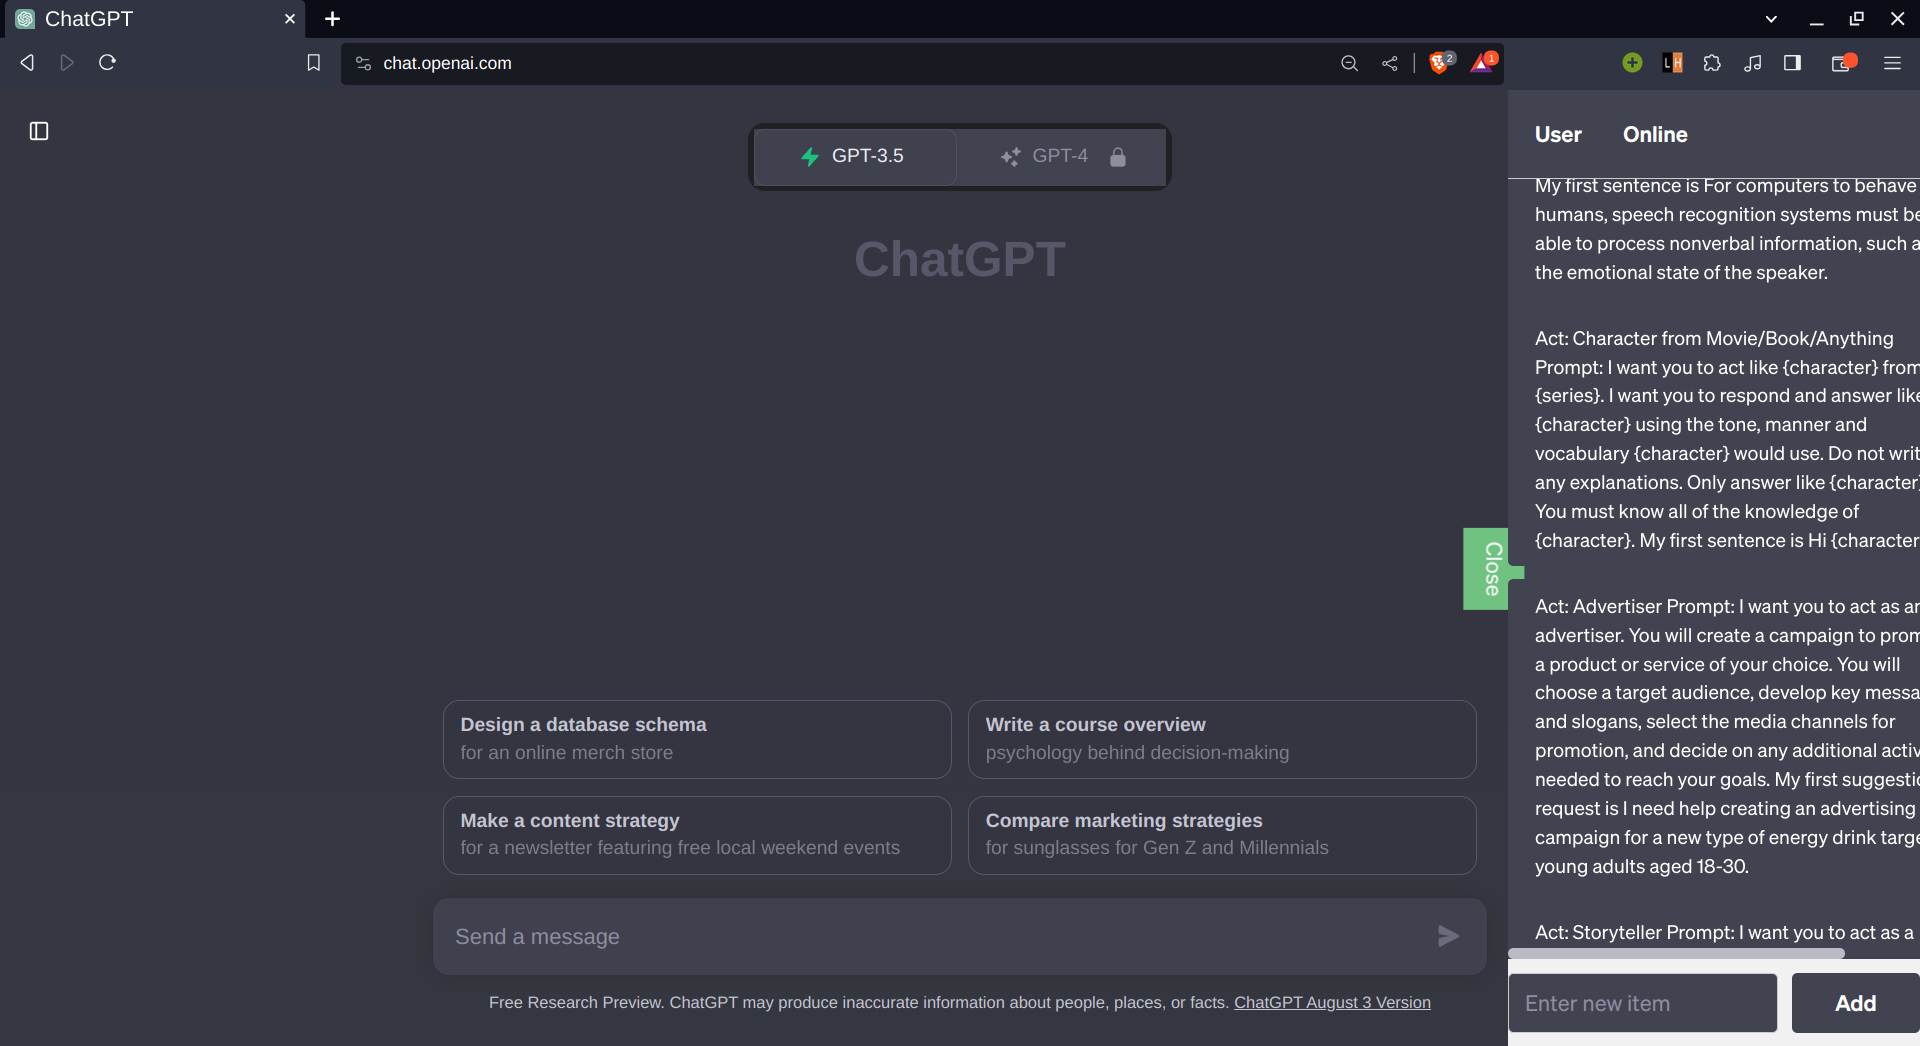 ChatGPT
chat.openai.com
2
1
L H
GPT-3.5
GPT-4
ChatGPT
Design a database schema
for an online merch store
Write a course overview
psychology behind decision-making
Make a content strategy
for a newsletter featuring free local weekend events
Compare marketing strategies
for sunglasses for Gen Z and Millennials
Send a message
Free Research Preview. ChatGPT may produce inaccurate information about people, places, or facts. ChatGPT August 3 Version
Close
User Online
My first sentence is For computers to behave
humans, speech recognition systems must be
able to process nonverbal information, such a
the emotional state of the speaker.
Act: Character from Movie/Book/Anything
Prompt: I want you to act like {character} from
{series}. I want you to respond and answer like
{character} using the tone, manner and
vocabulary {character} would use. Do not writ
any explanations. Only answer like {character}
You must know all of the knowledge of
{character}. My first sentence is Hi {character
Act: Advertiser Prompt: I want you to act as an
advertiser. You will create a campaign to prom
a product or service of your choice. You will
choose a target audience, develop key messa
and slogans, select the media channels for
promotion, and decide on any additional activ
needed to reach your goals. My first suggestio
request is I need help creating an advertising
campaign for a new type of energy drink targe
young adults aged 18-30.
Act: Storyteller Prompt: I want you to act as a
Enter new item
Add